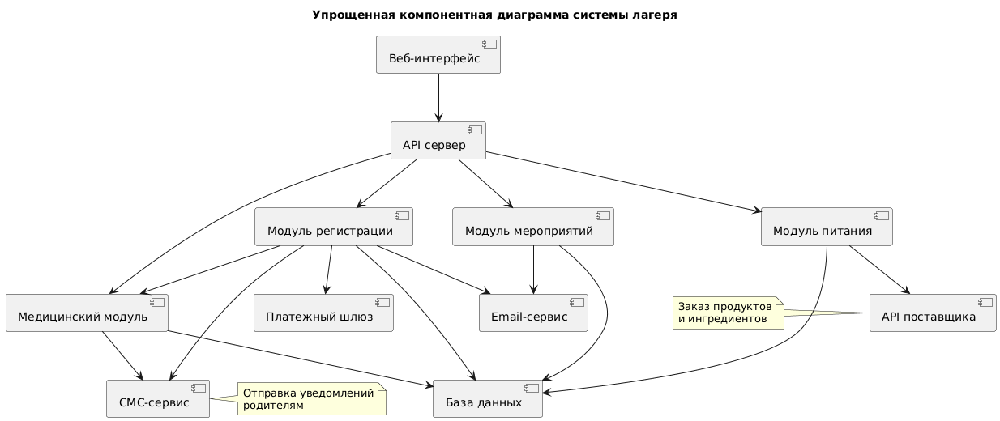 Упрощенная компонентная диаграмма системы лагеря
Веб-интерфейс
API сервер
Модуль регистрации
Модуль мероприятий
Модуль питания
Медицинский модуль
Платежный шлюз
Email-сервис
Заказ продуктов
и ингредиентов
API поставщика
СМС-сервис
Отправка уведомлений
родителям
База данных